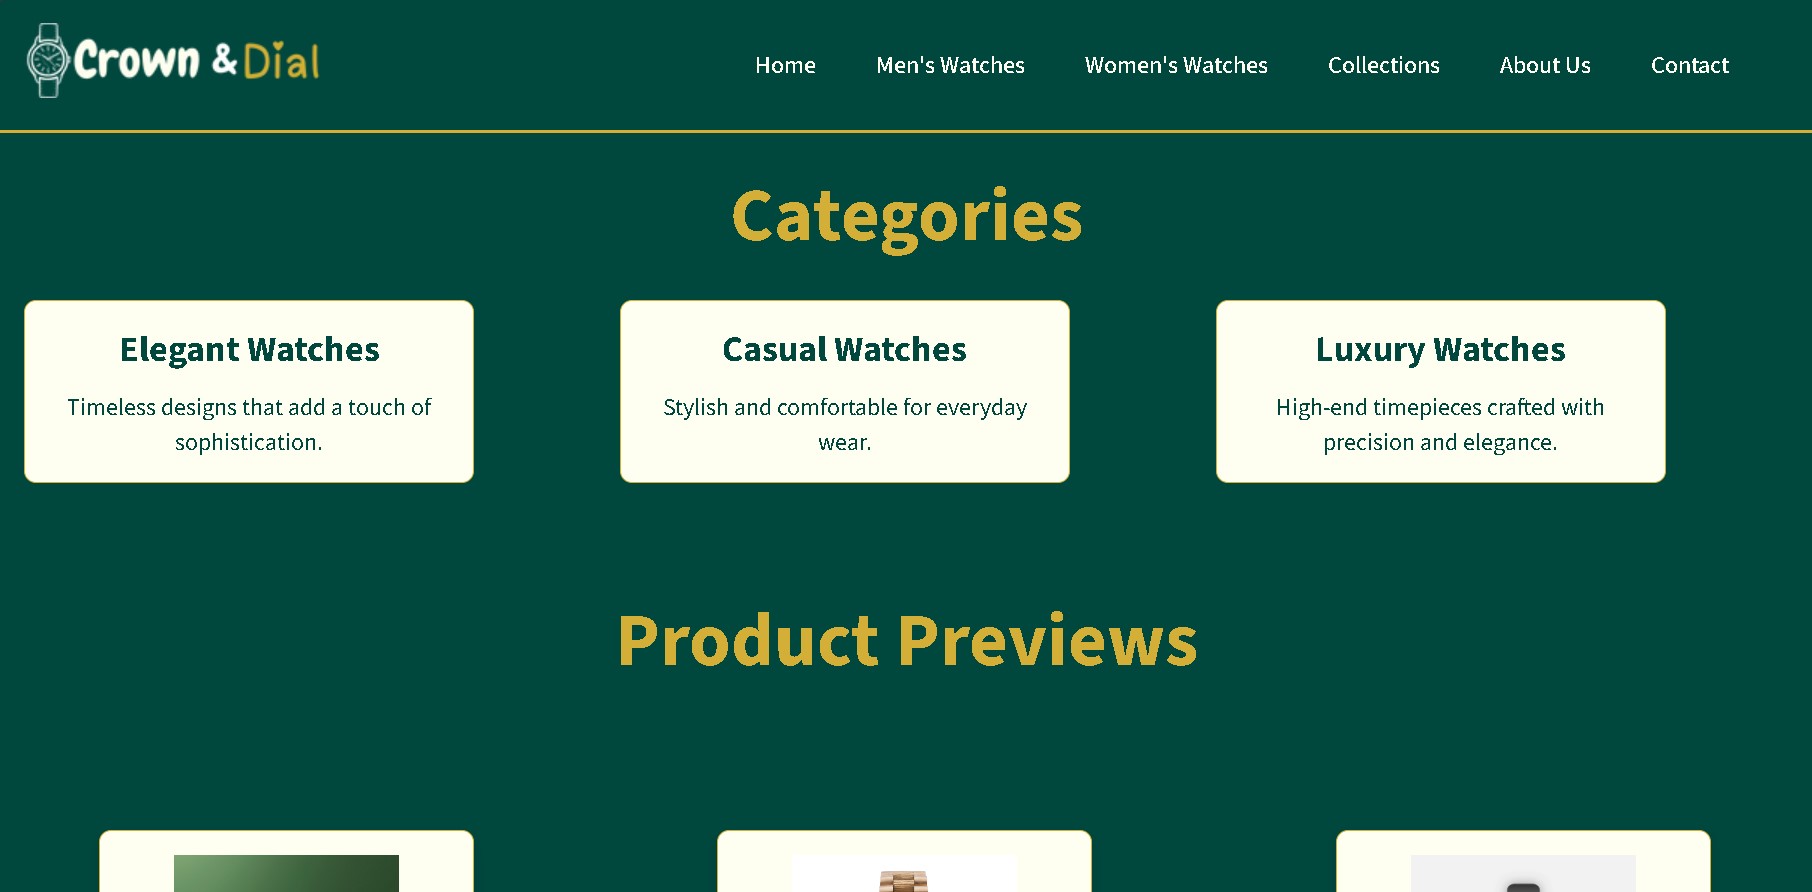 Crown & Dial
Home Men's Watches Women's Watches Collections About Us Contact
Categories
Elegant Watches
Timeless designs that add a touch of
sophistication.
Casual Watches
Stylish and comfortable for everyday
wear.
Luxury Watches
High-end timepieces crafted with
precision and elegance.
Product Previews